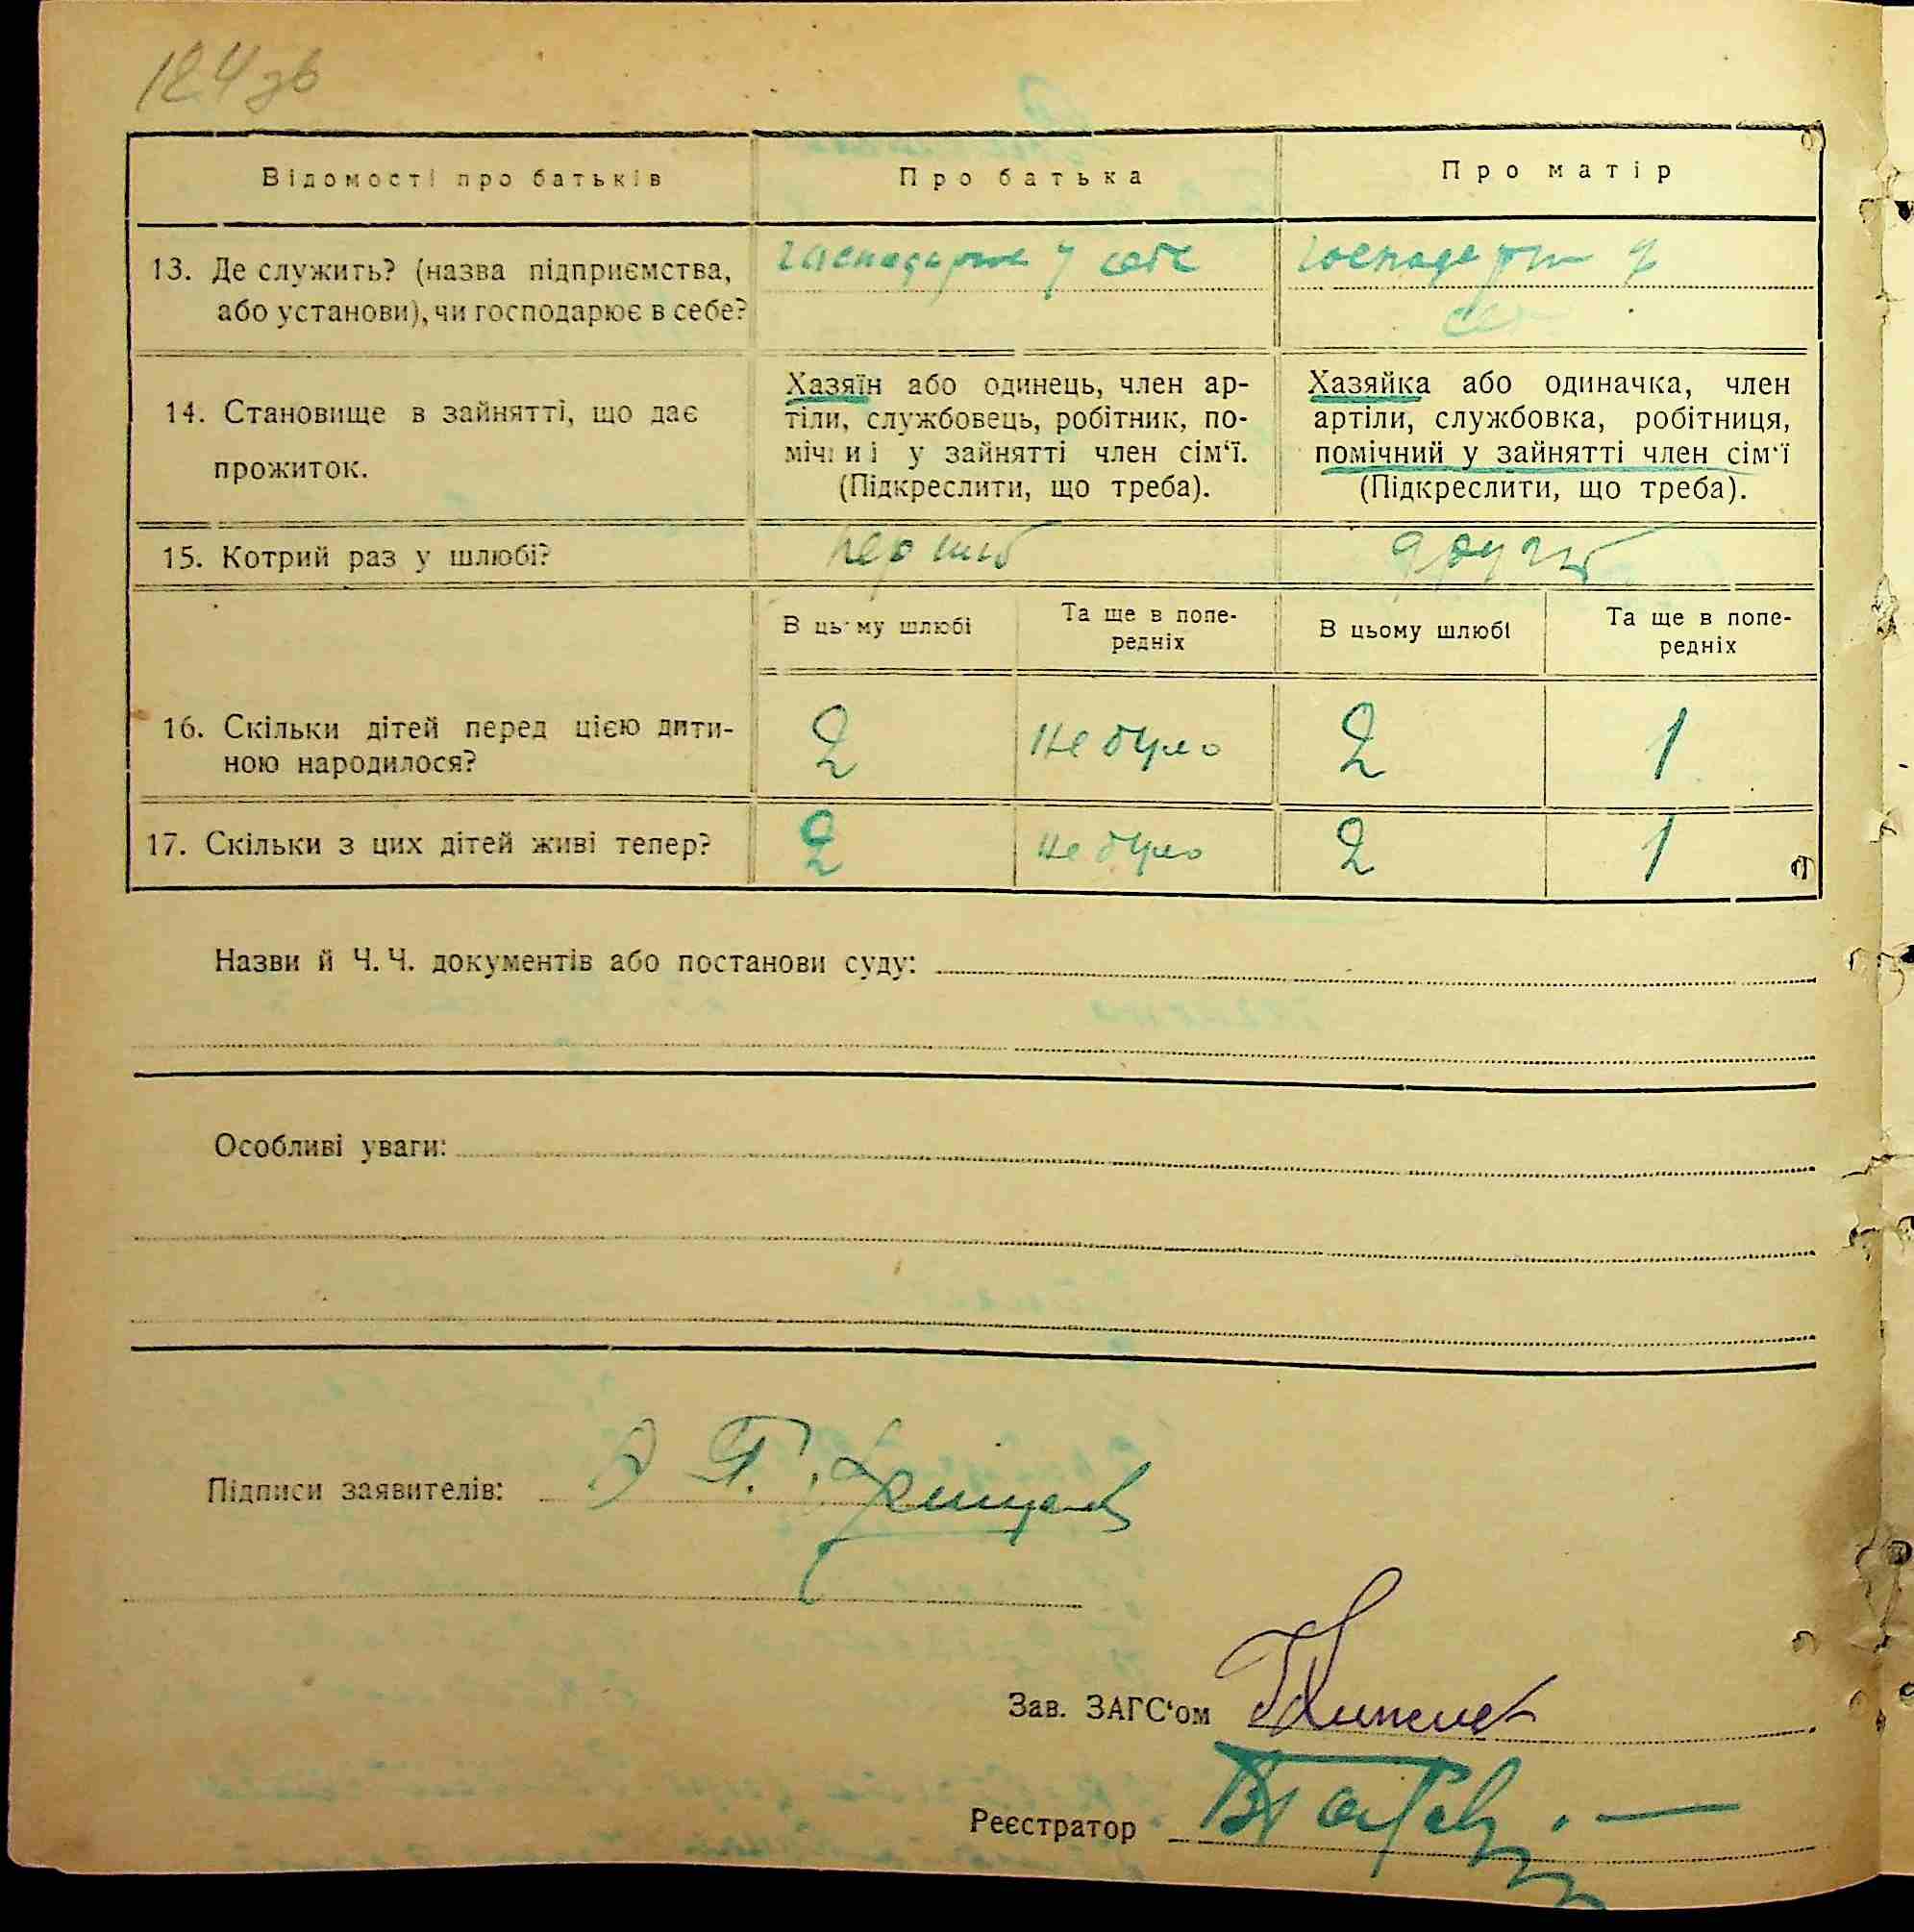 124 зв
Відомості про батьків
Про батька
Про матір
13. Де служить? (назва підприємства,
або установи), чи господарює в себе?
господарює у себе
господарює у
себе
14. Становище в зайнятті, що дає
прожиток.
Хазяїн або одинець, член ар-
тіли, службовець, робітник, по-
мічниі у зайнятті член сім'ї.
(Підкреслити, що треба).
Хазяйка або одиначка, член
артіли, службовка, робітниця,
помічний у зайнятті член сім'ї
(Підкреслити, що треба).
15. Котрий раз у шлюбі?
перший
другий
В цьому шлюбі
Та ще в попе-
редніх
В цьому шлюбі
Та ще в попе-
редніх
16. Скільки дітей перед цією дити-
ною народилося?
2
не було
2
1
17. Скільки з цих дітей живі тепер?
2
не було
2
1
Назви й Ч. Ч. документів або постанови суду:
Особливі уваги:
Підписи заявителів:
Зав. ЗАГС'ом
Реєстратор